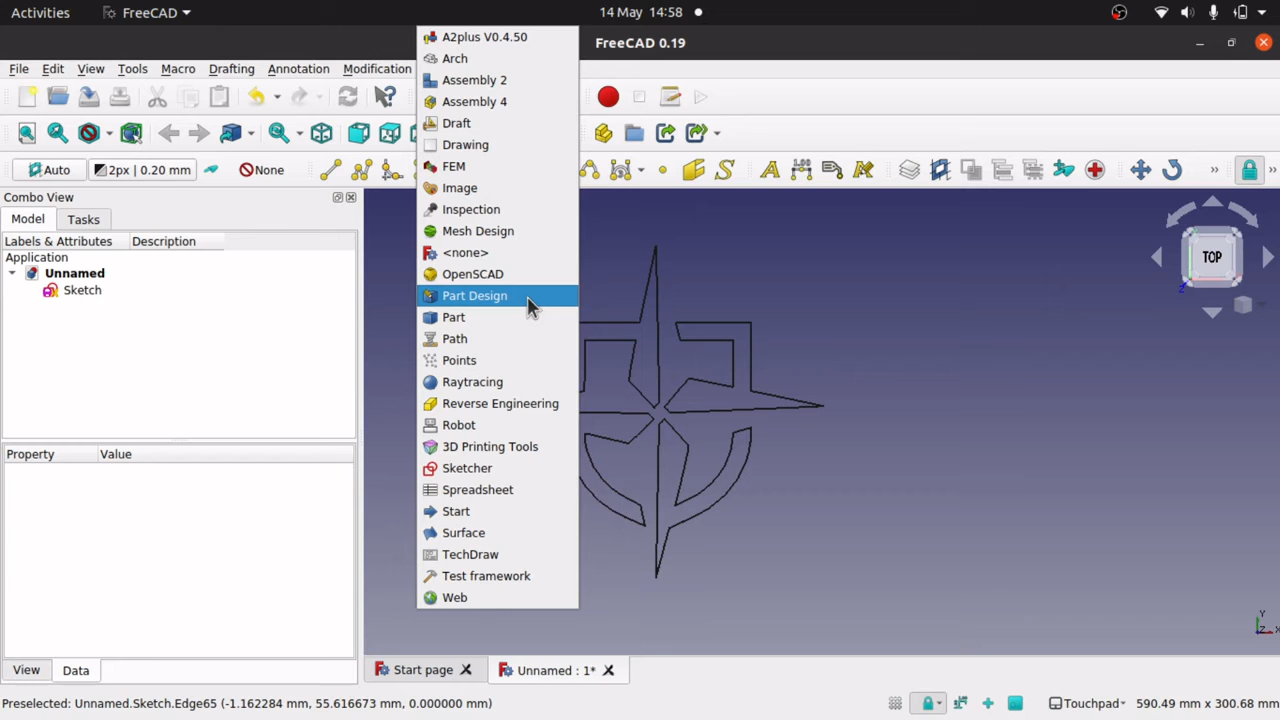 Activities
FreeCAD
14 May 14:58
FreeCAD 0.19
File Edit View Tools Macro Drafting Annotation Modification
Auto
2px | 0.20 mm
None
Combo View
Model Tasks
Labels & Attributes Description
Application
Unnamed
Sketch
Property Value
View Data
A2plus V0.4.50
Arch
Assembly 2
Assembly 4
Draft
Drawing
FEM
Image
Inspection
Mesh Design
<none>
OpenSCAD
Part Design
Part
Path
Points
Raytracing
Reverse Engineering
Robot
3D Printing Tools
Sketcher
Spreadsheet
Start
Surface
TechDraw
Test framework
Web
TOP
Z
Y
Z X
Start page
Unnamed : 1*
Preselected: Unnamed.Sketch.Edge65 (-1.162284 mm, 55.616673 mm, 0.000000 mm)
Touchpad
590.49 mm x 300.68 mm